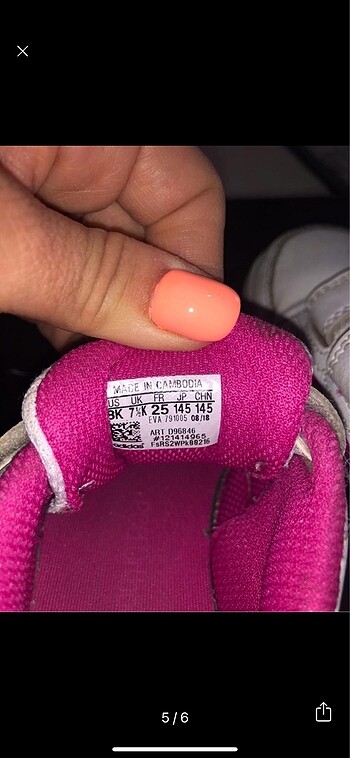 MADE IN CAMBODIA
US UK FR JP CHN
8K 7½K 25 145 145
EVA 791005 08/18
ART D96846
#121414965
adidas
5 / 6